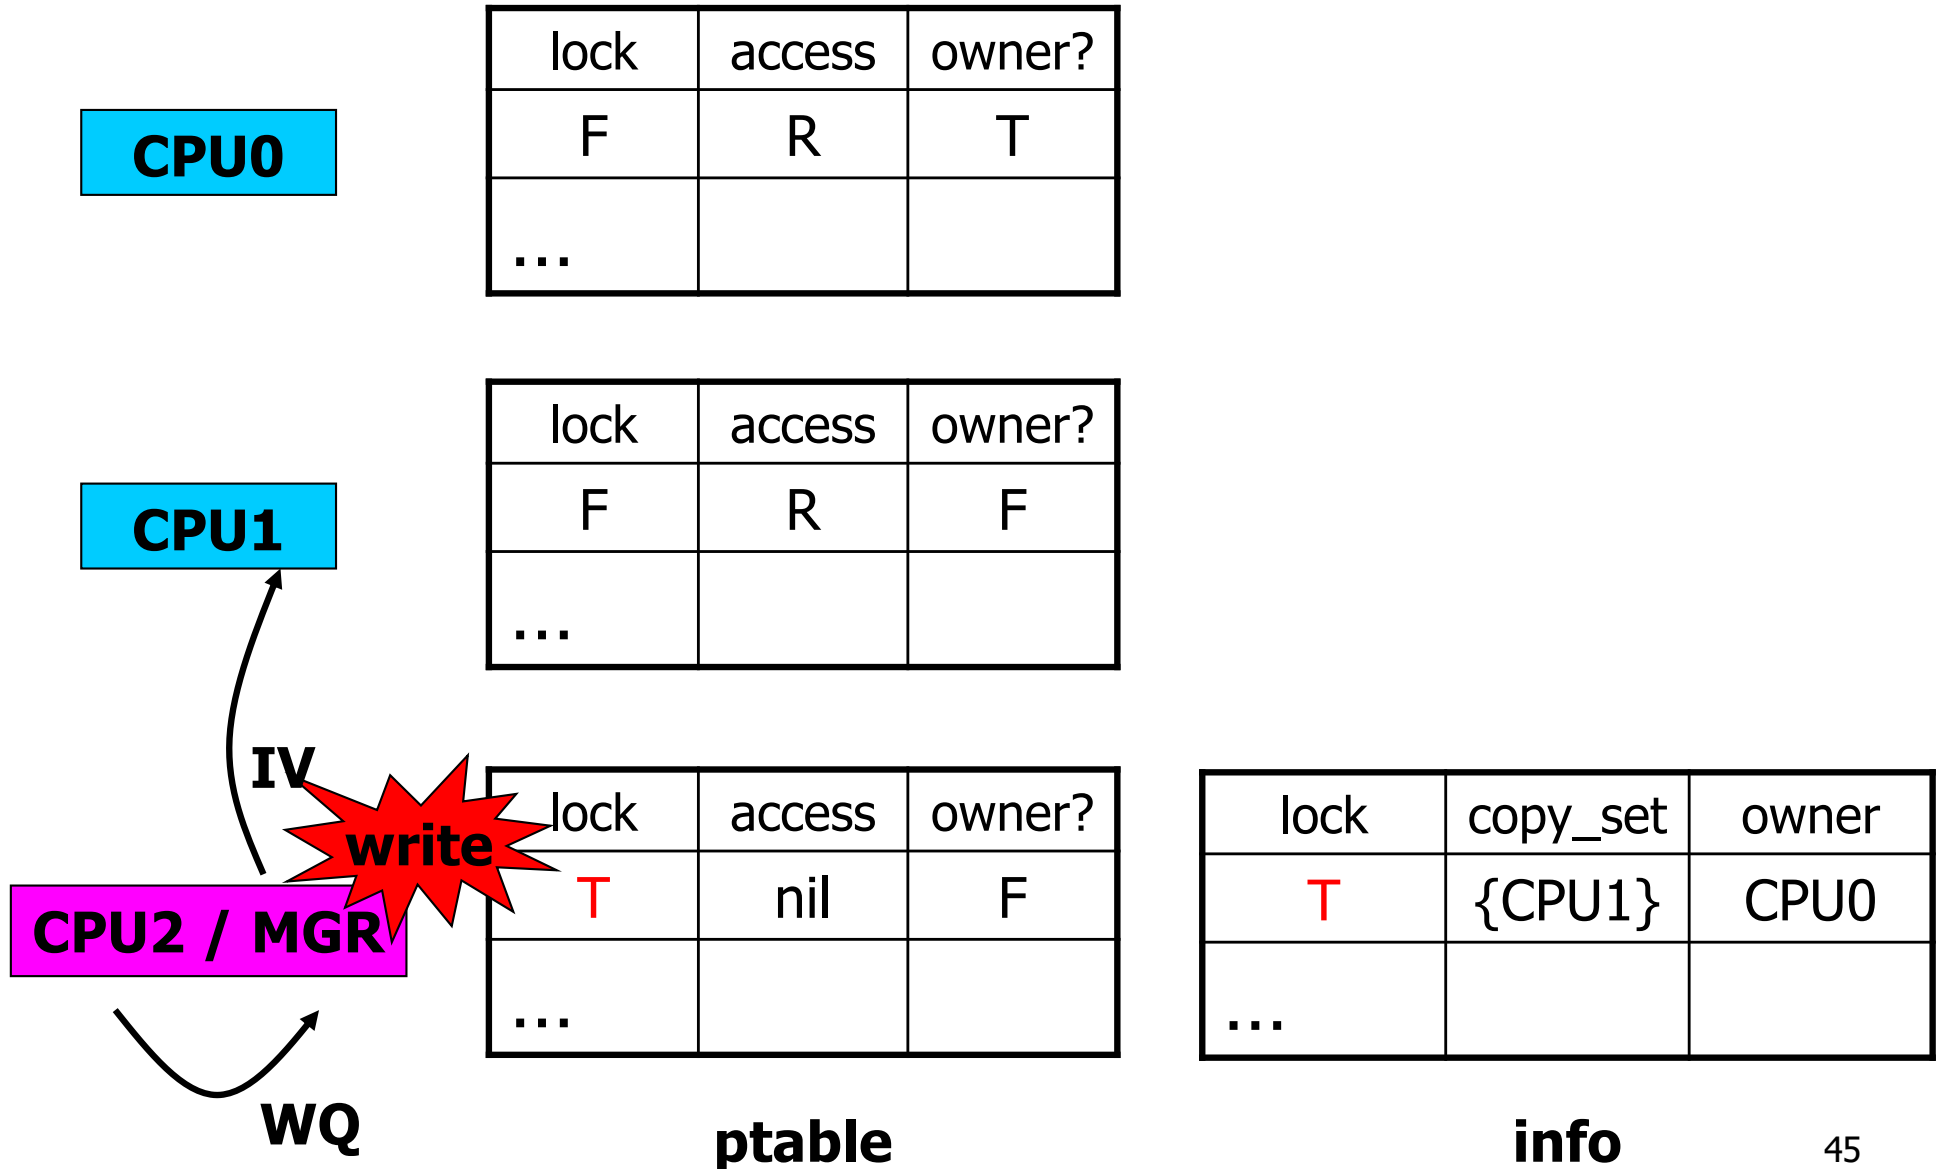 lock access owner?
CPU0 F R T
...
lock access owner?
CPU1 F R F
...
IV
write
lock access owner?
CPU2 / MGR T nil F
...
lock copy_set owner
T {CPU1} CPU0
...
WQ
ptable
info
45